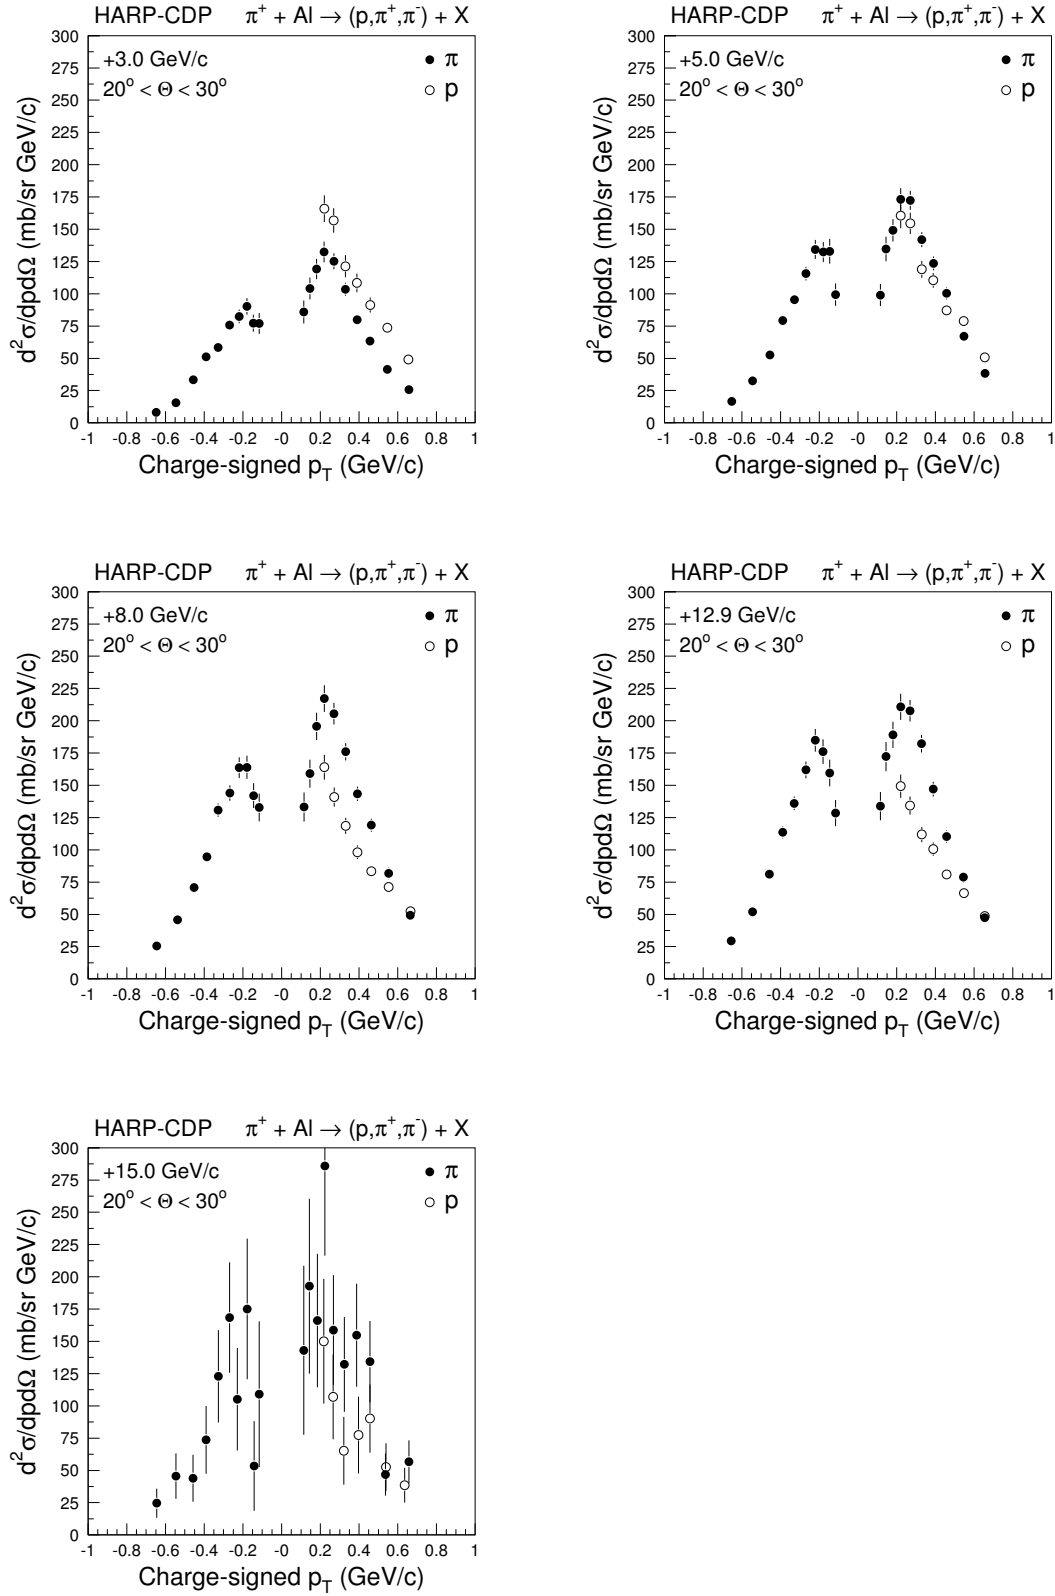 HARP-CDP π⁺ + Al → (p,π⁺,π⁻) + X
+3.0 GeV/c
20° < Θ < 30°
● π
○ p
d²σ/dpdΩ (mb/sr GeV/c)
300
275
250
225
200
175
150
125
100
75
50
25
0
-1 -0.8 -0.6 -0.4 -0.2 -0 0.2 0.4 0.6 0.8 1
Charge-signed p_T (GeV/c)
HARP-CDP π⁺ + Al → (p,π⁺,π⁻) + X
+5.0 GeV/c
20° < Θ < 30°
● π
○ p
d²σ/dpdΩ (mb/sr GeV/c)
300
275
250
225
200
175
150
125
100
75
50
25
0
-1 -0.8 -0.6 -0.4 -0.2 -0 0.2 0.4 0.6 0.8 1
Charge-signed p_T (GeV/c)
HARP-CDP π⁺ + Al → (p,π⁺,π⁻) + X
+8.0 GeV/c
20° < Θ < 30°
● π
○ p
d²σ/dpdΩ (mb/sr GeV/c)
300
275
250
225
200
175
150
125
100
75
50
25
0
-1 -0.8 -0.6 -0.4 -0.2 -0 0.2 0.4 0.6 0.8 1
Charge-signed p_T (GeV/c)
HARP-CDP π⁺ + Al → (p,π⁺,π⁻) + X
+12.9 GeV/c
20° < Θ < 30°
● π
○ p
d²σ/dpdΩ (mb/sr GeV/c)
300
275
250
225
200
175
150
125
100
75
50
25
0
-1 -0.8 -0.6 -0.4 -0.2 -0 0.2 0.4 0.6 0.8 1
Charge-signed p_T (GeV/c)
HARP-CDP π⁺ + Al → (p,π⁺,π⁻) + X
+15.0 GeV/c
20° < Θ < 30°
● π
○ p
d²σ/dpdΩ (mb/sr GeV/c)
300
275
250
225
200
175
150
125
100
75
50
25
0
-1 -0.8 -0.6 -0.4 -0.2 -0 0.2 0.4 0.6 0.8 1
Charge-signed p_T (GeV/c)